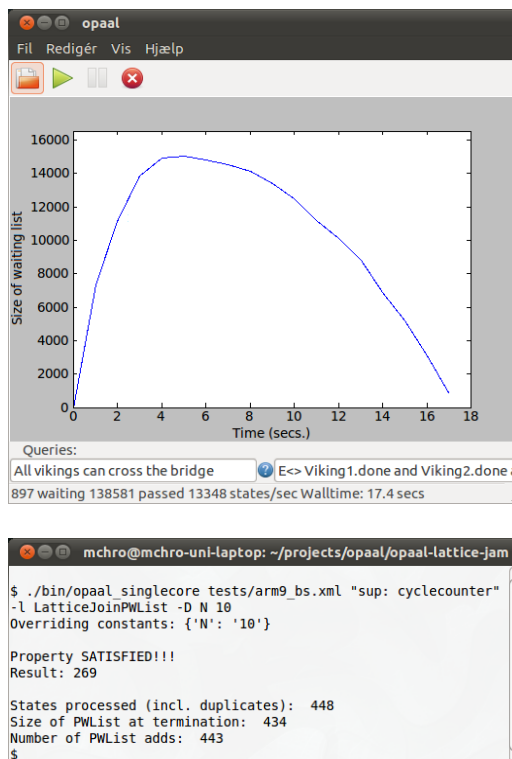 opaal
Fil Redigér Vis Hjælp
16000
14000
12000
10000
8000
6000
4000
2000
0
Size of waiting list
0 2 4 6 8 10 12 14 16 18
Time (secs.)
Queries:
All vikings can cross the bridge E<> Viking1.done and Viking2.done
897 waiting 138581 passed 13348 states/sec Walltime: 17.4 secs
mchro@mchro-uni-laptop: ~/projects/opaal/opaal-lattice-jam
$ ./bin/opaal_singlecore tests/arm9_bs.xml "sup: cyclecounter"
-l LatticeJoinPWList -D N 10
Overriding constants: {'N': '10'}
Property SATISFIED!!!
Result: 269
States processed (incl. duplicates): 448
Size of PWList at termination: 434
Number of PWList adds: 443
$